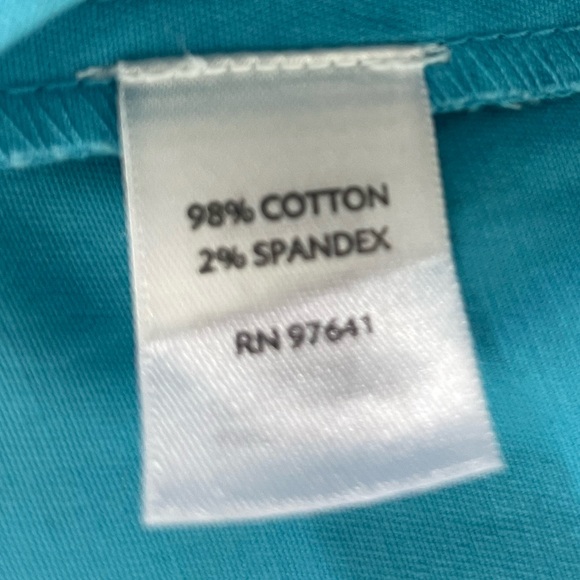 98% COTTON
2% SPANDEX
RN 97641